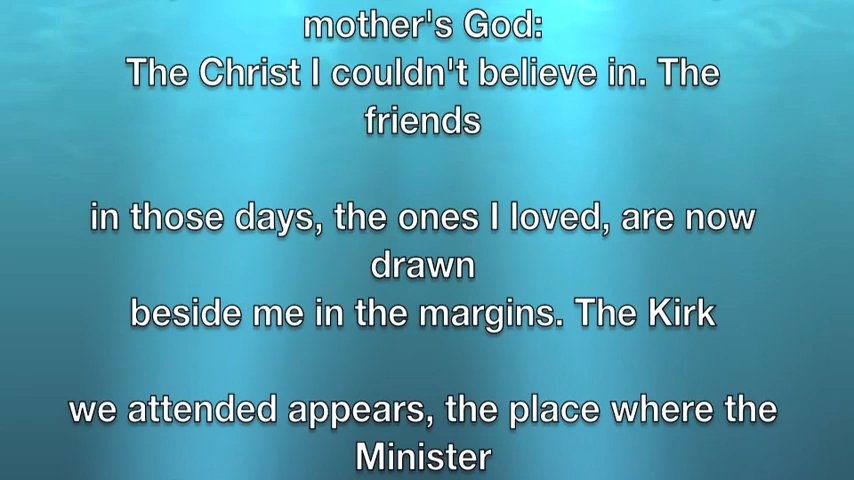 mother's God:
The Christ I couldn't believe in. The
friends
in those days, the ones I loved, are now
drawn
beside me in the margins. The Kirk
we attended appears, the place where the
Minister